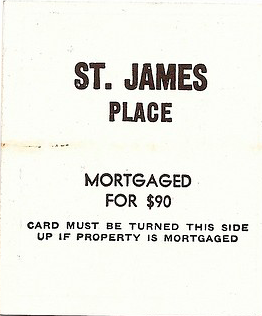 ST. JAMES
PLACE
MORTGAGED
FOR $90
CARD MUST BE TURNED THIS SIDE
UP IF PROPERTY IS MORTGAGED